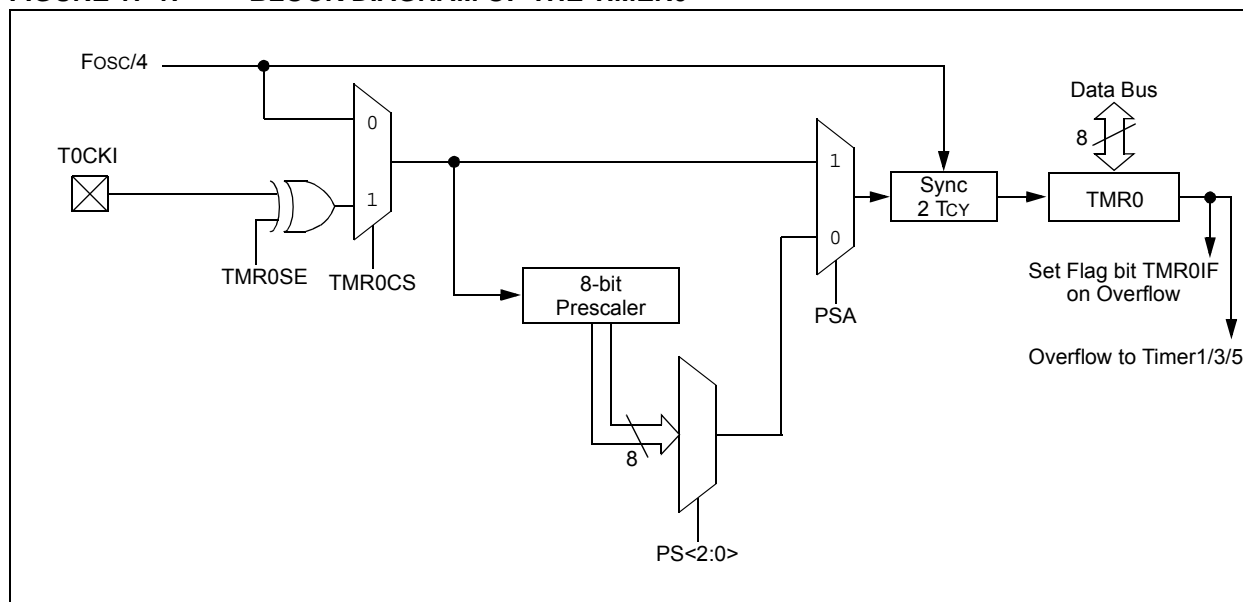 FOSC/4
T0CKI
0
1
TMR0SE
TMR0CS
8-bit
Prescaler
8
PS<2:0>
1
0
PSA
Sync
2 TCY
Data Bus
8
TMR0
Set Flag bit TMR0IF
on Overflow
Overflow to Timer1/3/5